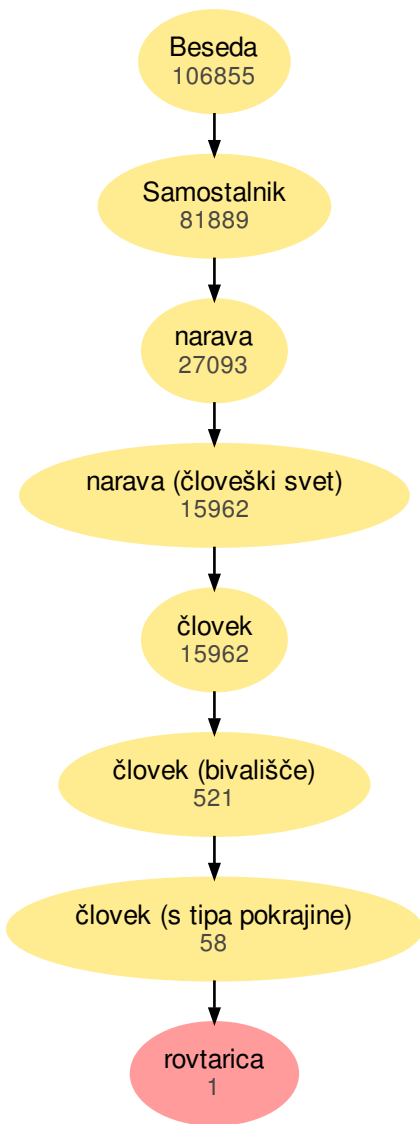 Beseda
106855
Samostalnik
81889
narava
27093
narava (človeški svet)
15962
človek
15962
človek (bivališče)
521
človek (s tipa pokrajine)
58
rovtarica
1